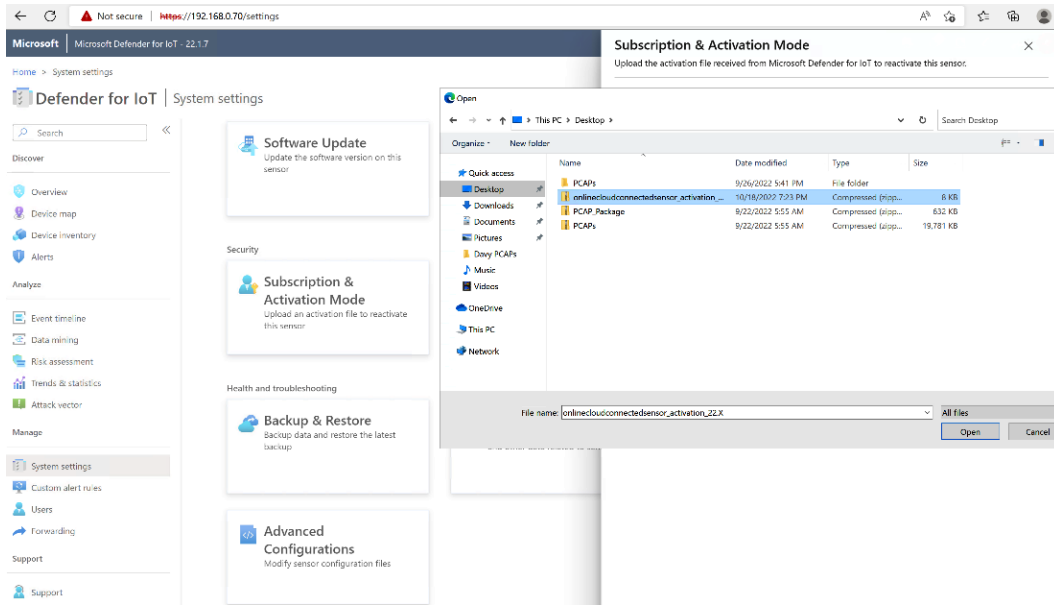 Not secure | https://192.168.0.70/settings
Microsoft | Microsoft Defender for IoT - 22.1.7
Home > System settings
Defender for IoT | System settings
Search
Discover
Overview
Device map
Device inventory
Alerts
Analyze
Event timeline
Data mining
Risk assessment
Trends & statistics
Attack vector
Manage
System settings
Custom alert rules
Users
Forwarding
Support
Support
Software Update
Update the software version on this
sensor
Security
Subscription &
Activation Mode
Upload an activation file to reactivate
this sensor
Health and troubleshooting
Backup & Restore
Backup data and restore the latest
backup
Advanced
Configurations
Modify sensor configuration files
Subscription & Activation Mode
Upload the activation file received from Microsoft Defender for IoT to reactivate this sensor.
Open
This PC > Desktop >
Search Desktop
Organize
New folder
Name Date modified Type Size
Quick access
Desktop
Downloads
Documents
Pictures
Davy PCAPs
Music
Videos
OneDrive
This PC
Network
PCAPs 9/26/2022 5:41 PM File folder
onlinecloudconnectedsensor_activation_... 10/18/2022 7:23 PM Compressed (zipp... 8 KB
PCAP_Package 9/22/2022 5:55 AM Compressed (zipp... 632 KB
PCAPs 9/22/2022 5:55 AM Compressed (zipp... 19,781 KB
File name: onlinecloudconnectedsensor_activation_22.X
All files
Open
Cancel